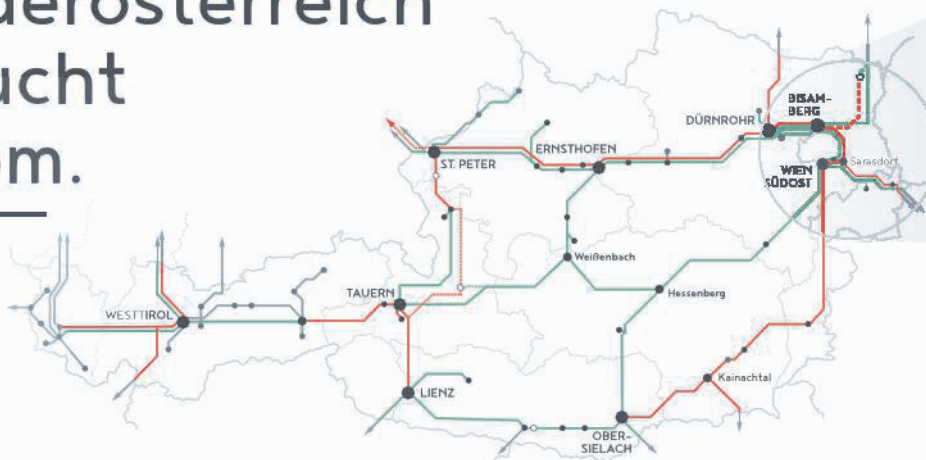 derösterreich
ucht
m.
DÜRNROHR
BISAM-
BERG
ERNSTHOFEN
ST. PETER
WIEN
SÜDOST
Sarasdorf
Weißenbach
TAUERN
Hessenberg
WESTTIROL
Kainachtal
LIENZ
OBER-
SIELACH